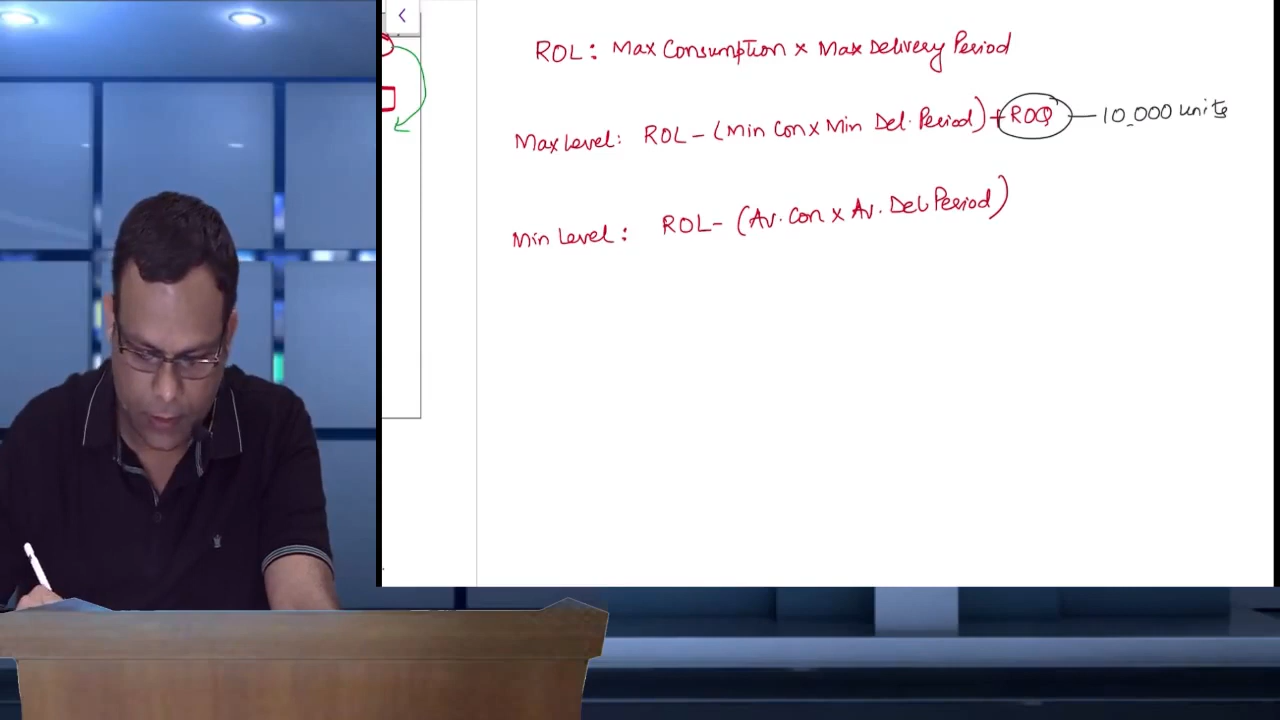 ROL: Max Consumption x Max Delivery Period
Max Level: ROL - (Min Con x Min Del. Period) + ROQ — 10,000 units
Min Level: ROL - (Av. Con x Av. Del Period)